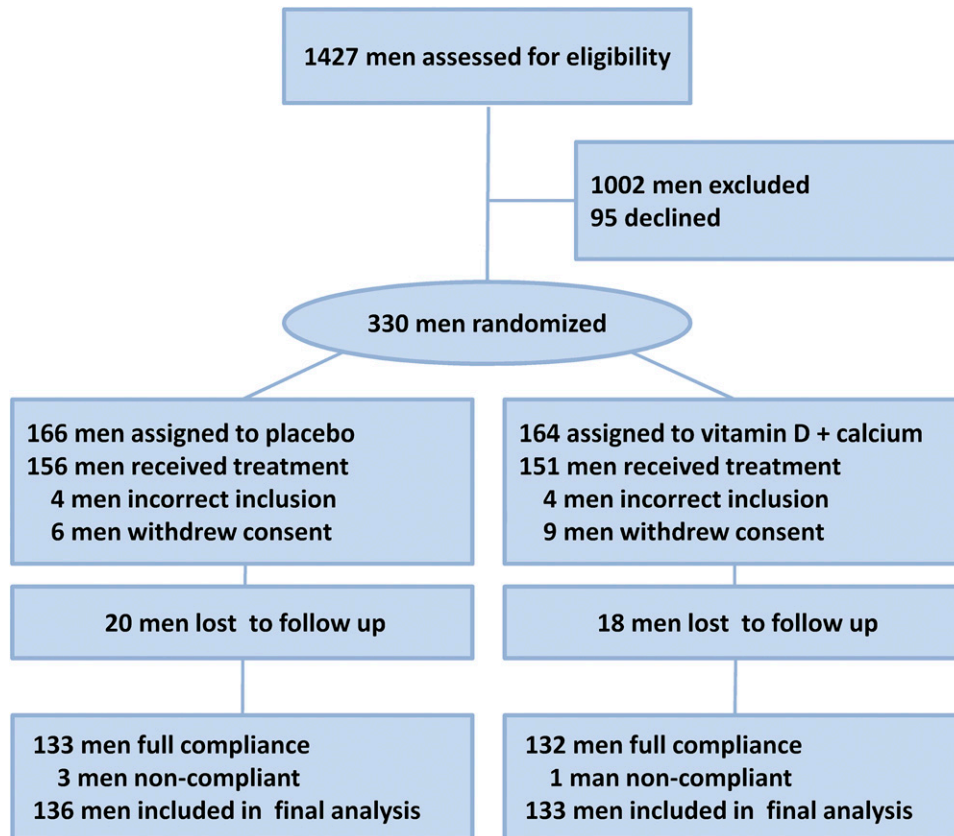 1427 men assessed for eligibility
1002 men excluded
95 declined
330 men randomized
166 men assigned to placebo
156 men received treatment
4 men incorrect inclusion
6 men withdrew consent
164 assigned to vitamin D + calcium
151 men received treatment
4 men incorrect inclusion
9 men withdrew consent
20 men lost to follow up
18 men lost to follow up
133 men full compliance
3 men non-compliant
136 men included in final analysis
132 men full compliance
1 man non-compliant
133 men included in final analysis